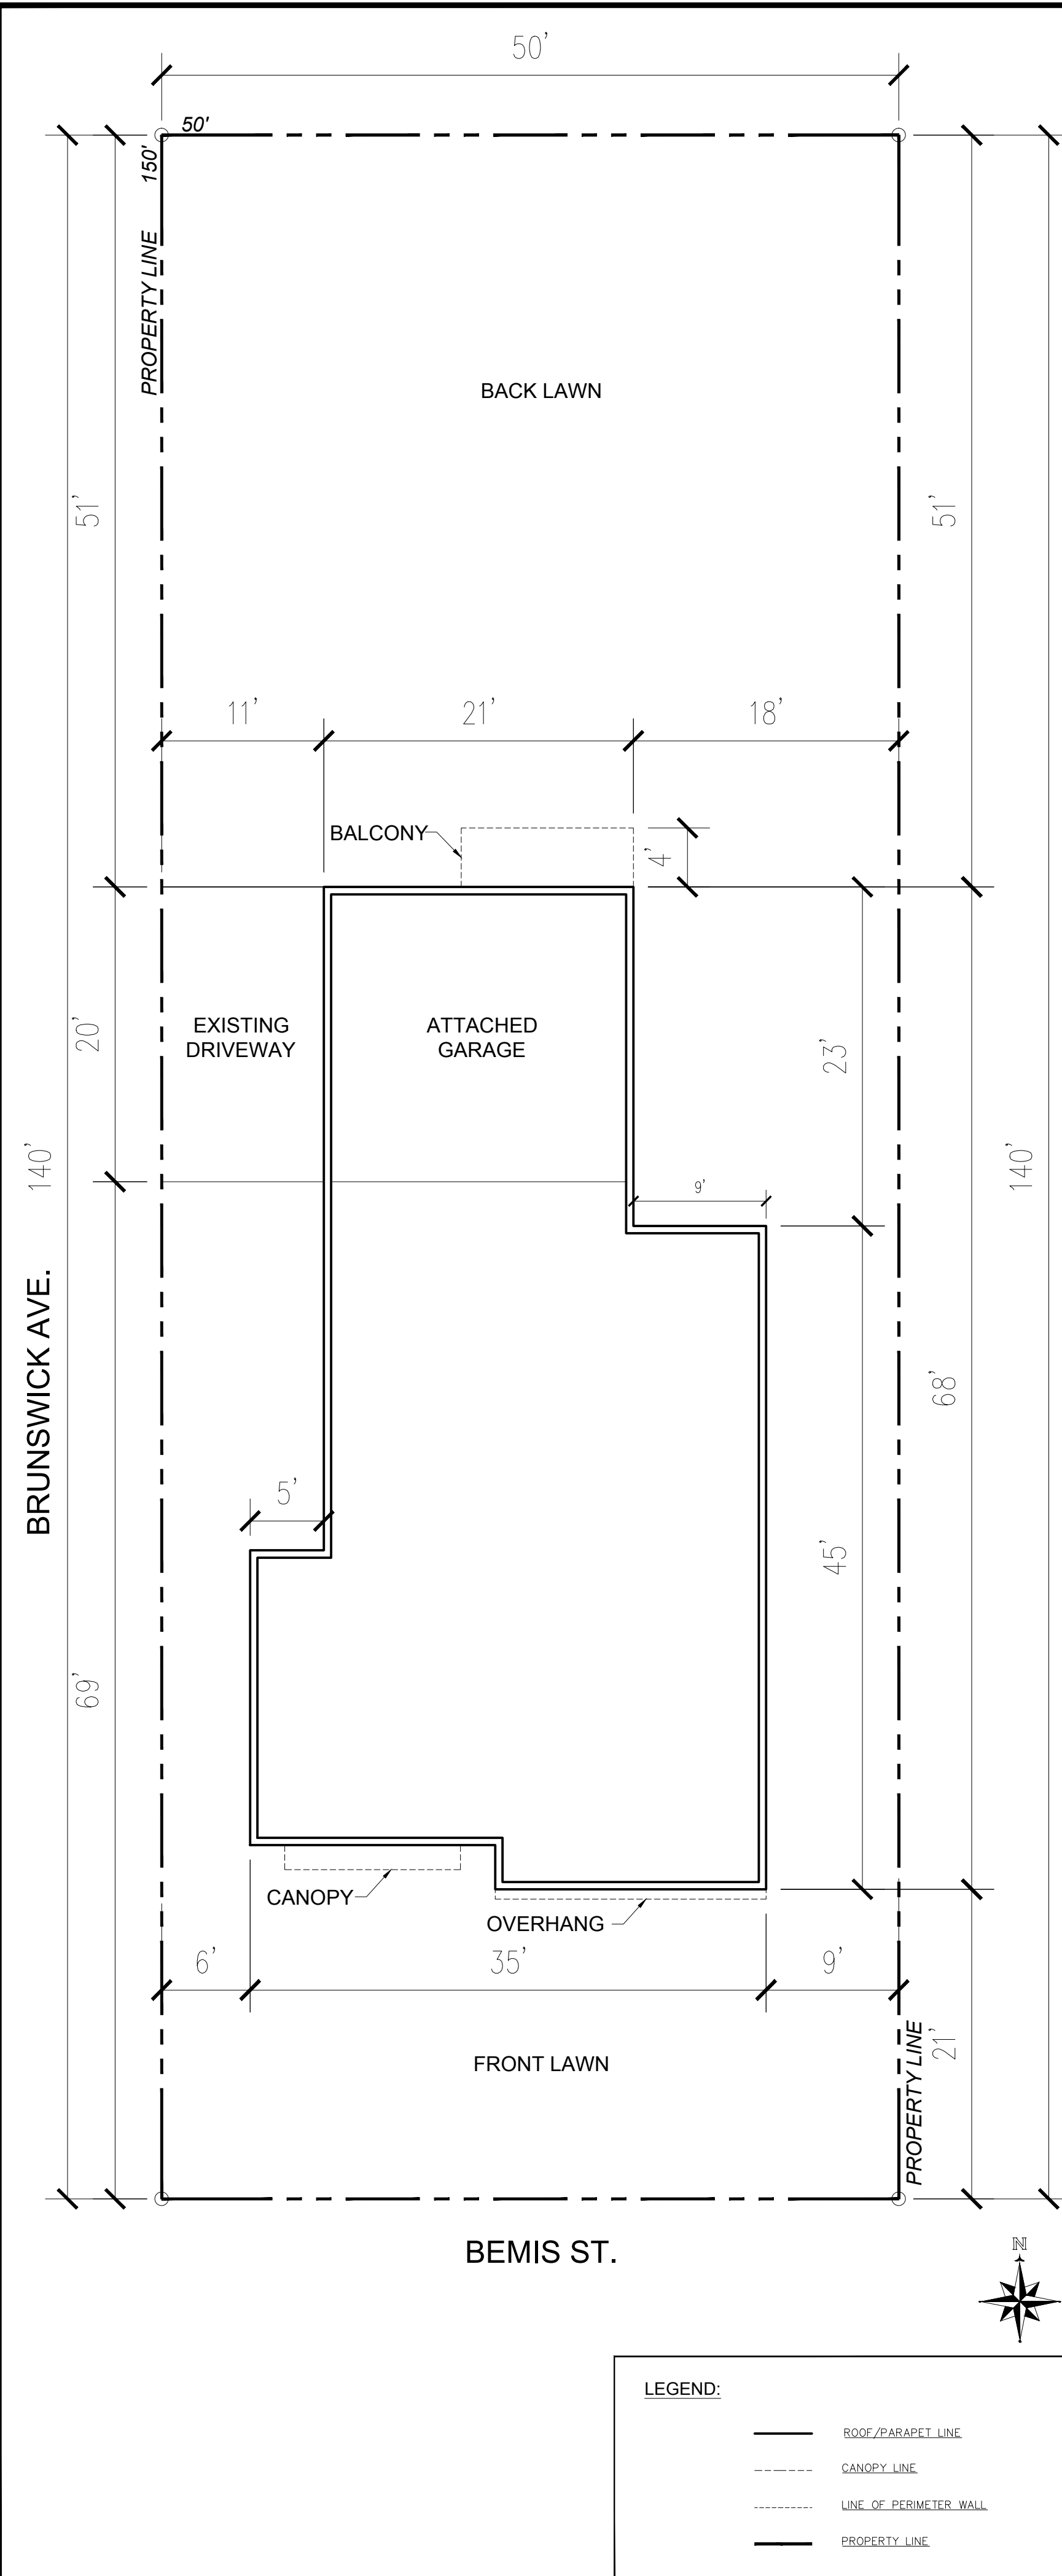 50'
50'
150'
PROPERTY LINE
BACK LAWN
51'
51'
11'
21'
18'
BALCONY
4'
EXISTING
DRIVEWAY
ATTACHED
GARAGE
20'
23'
140'
140'
9'
BRUNSWICK AVE.
68'
5'
45'
69'
CANOPY
OVERHANG
6'
35'
9'
FRONT LAWN
PROPERTY LINE
21'
BEMIS ST.
N
LEGEND:
ROOF/PARAPET LINE
CANOPY LINE
LINE OF PERIMETER WALL
PROPERTY LINE